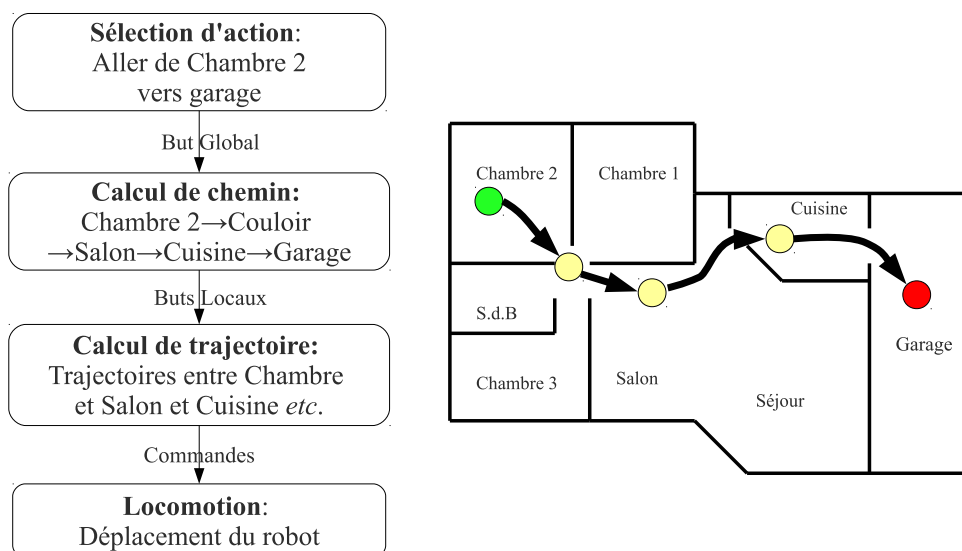 Sélection d'action:
Aller de Chambre 2
vers garage
But Global
Calcul de chemin:
Chambre 2→Couloir
→Salon→Cuisine→Garage
Buts Locaux
Calcul de trajectoire:
Trajectoires entre Chambre
et Salon et Cuisine etc.
Commandes
Locomotion:
Déplacement du robot
Chambre 2
Chambre 1
Cuisine
S.d.B
Garage
Chambre 3
Salon
Séjour